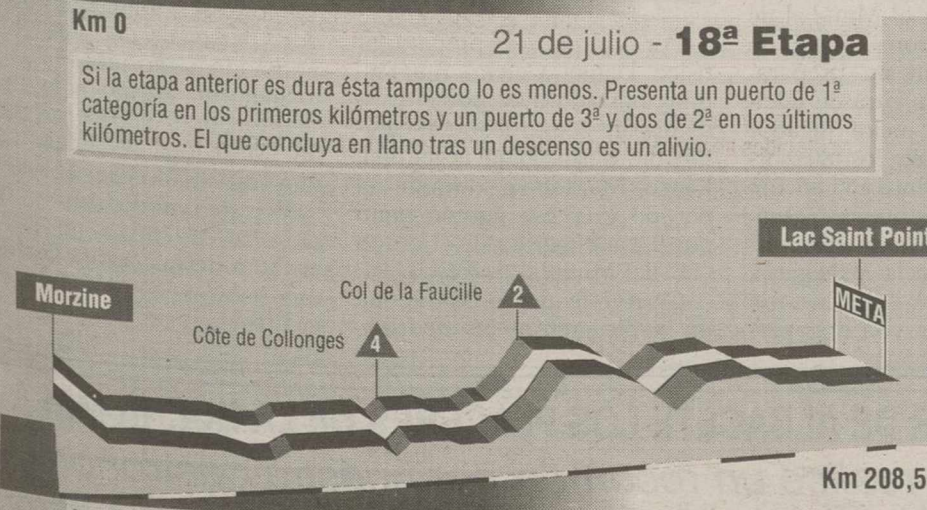 Km 0
21 de julio - 18ª Etapa
Si la etapa anterior es dura ésta tampoco lo es menos. Presenta un puerto de 1ª
categoría en los primeros kilómetros y un puerto de 3ª y dos de 2ª en los últimos
kilómetros. El que concluya en llano tras un descenso es un alivio.
Lac Saint Point
Morzine
Col de la Faucille 2
META
Côte de Collonges 4
Km 208,5